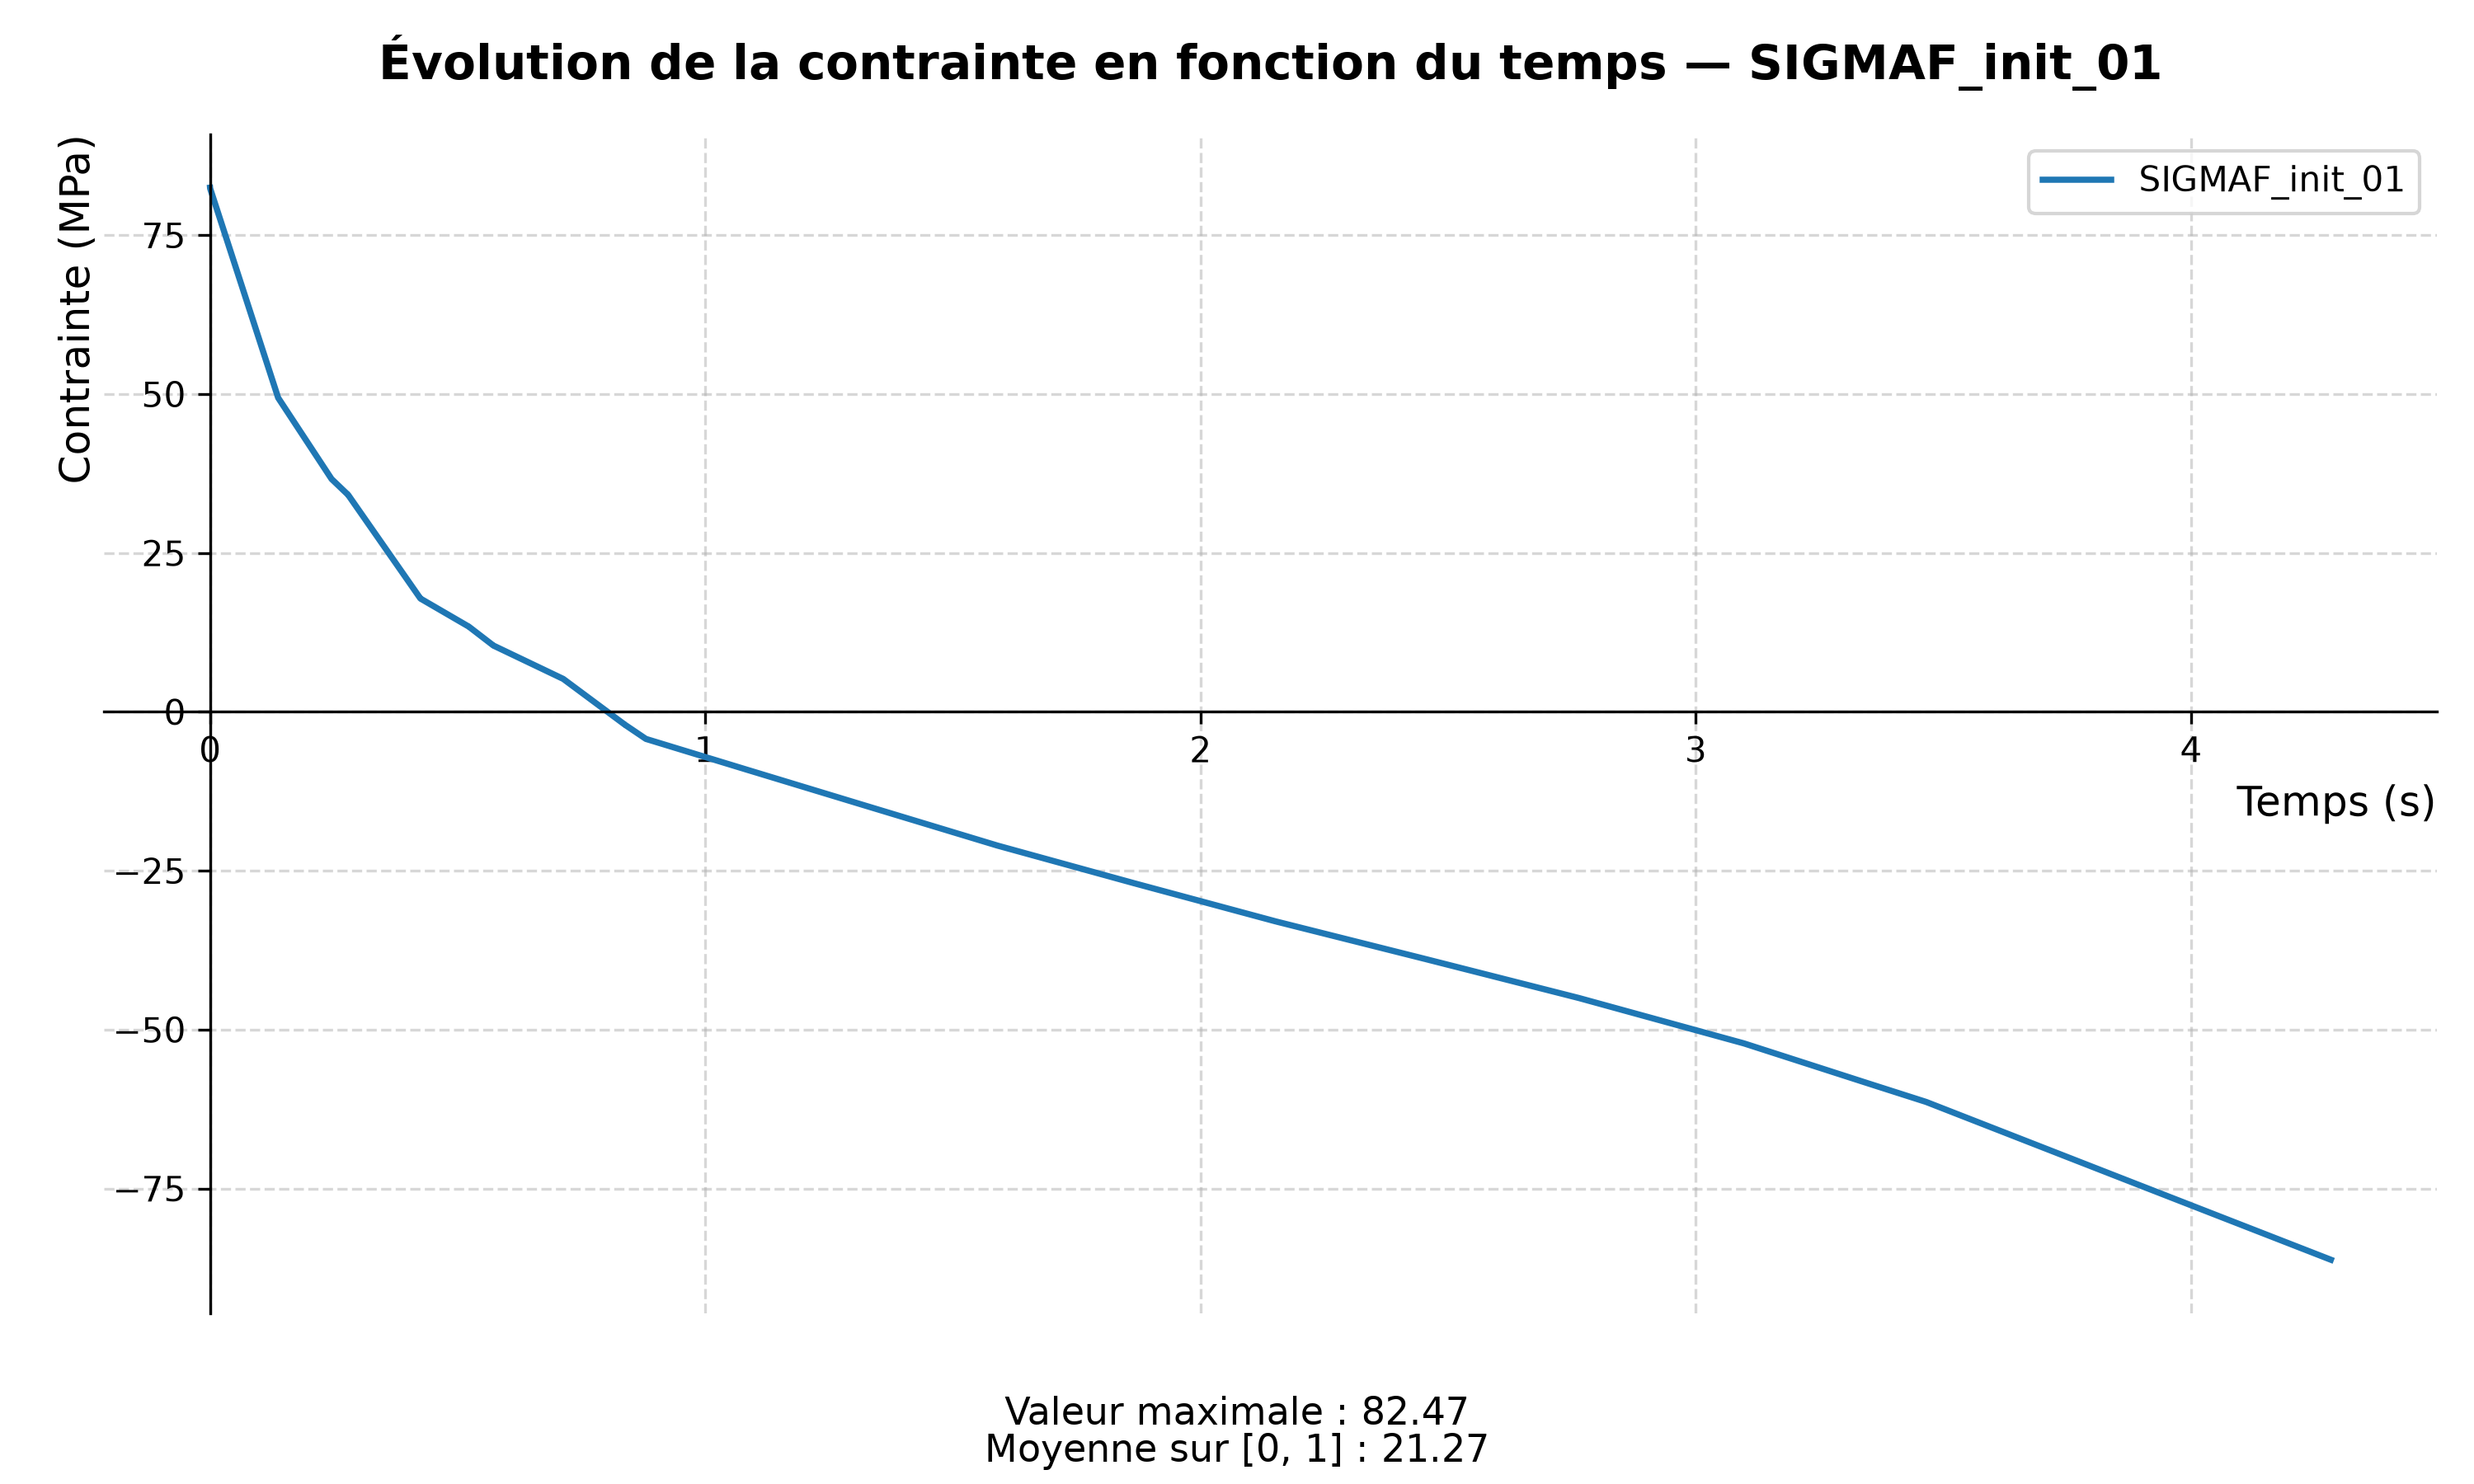 Évolution de la contrainte en fonction du temps — SIGMAF_init_01
Contrainte (MPa)
SIGMAF_init_01
75
50
25
0
−25
−50
−75
0 1 2 3 4
Temps (s)
Valeur maximale : 82.47
Moyenne sur [0, 1] : 21.27